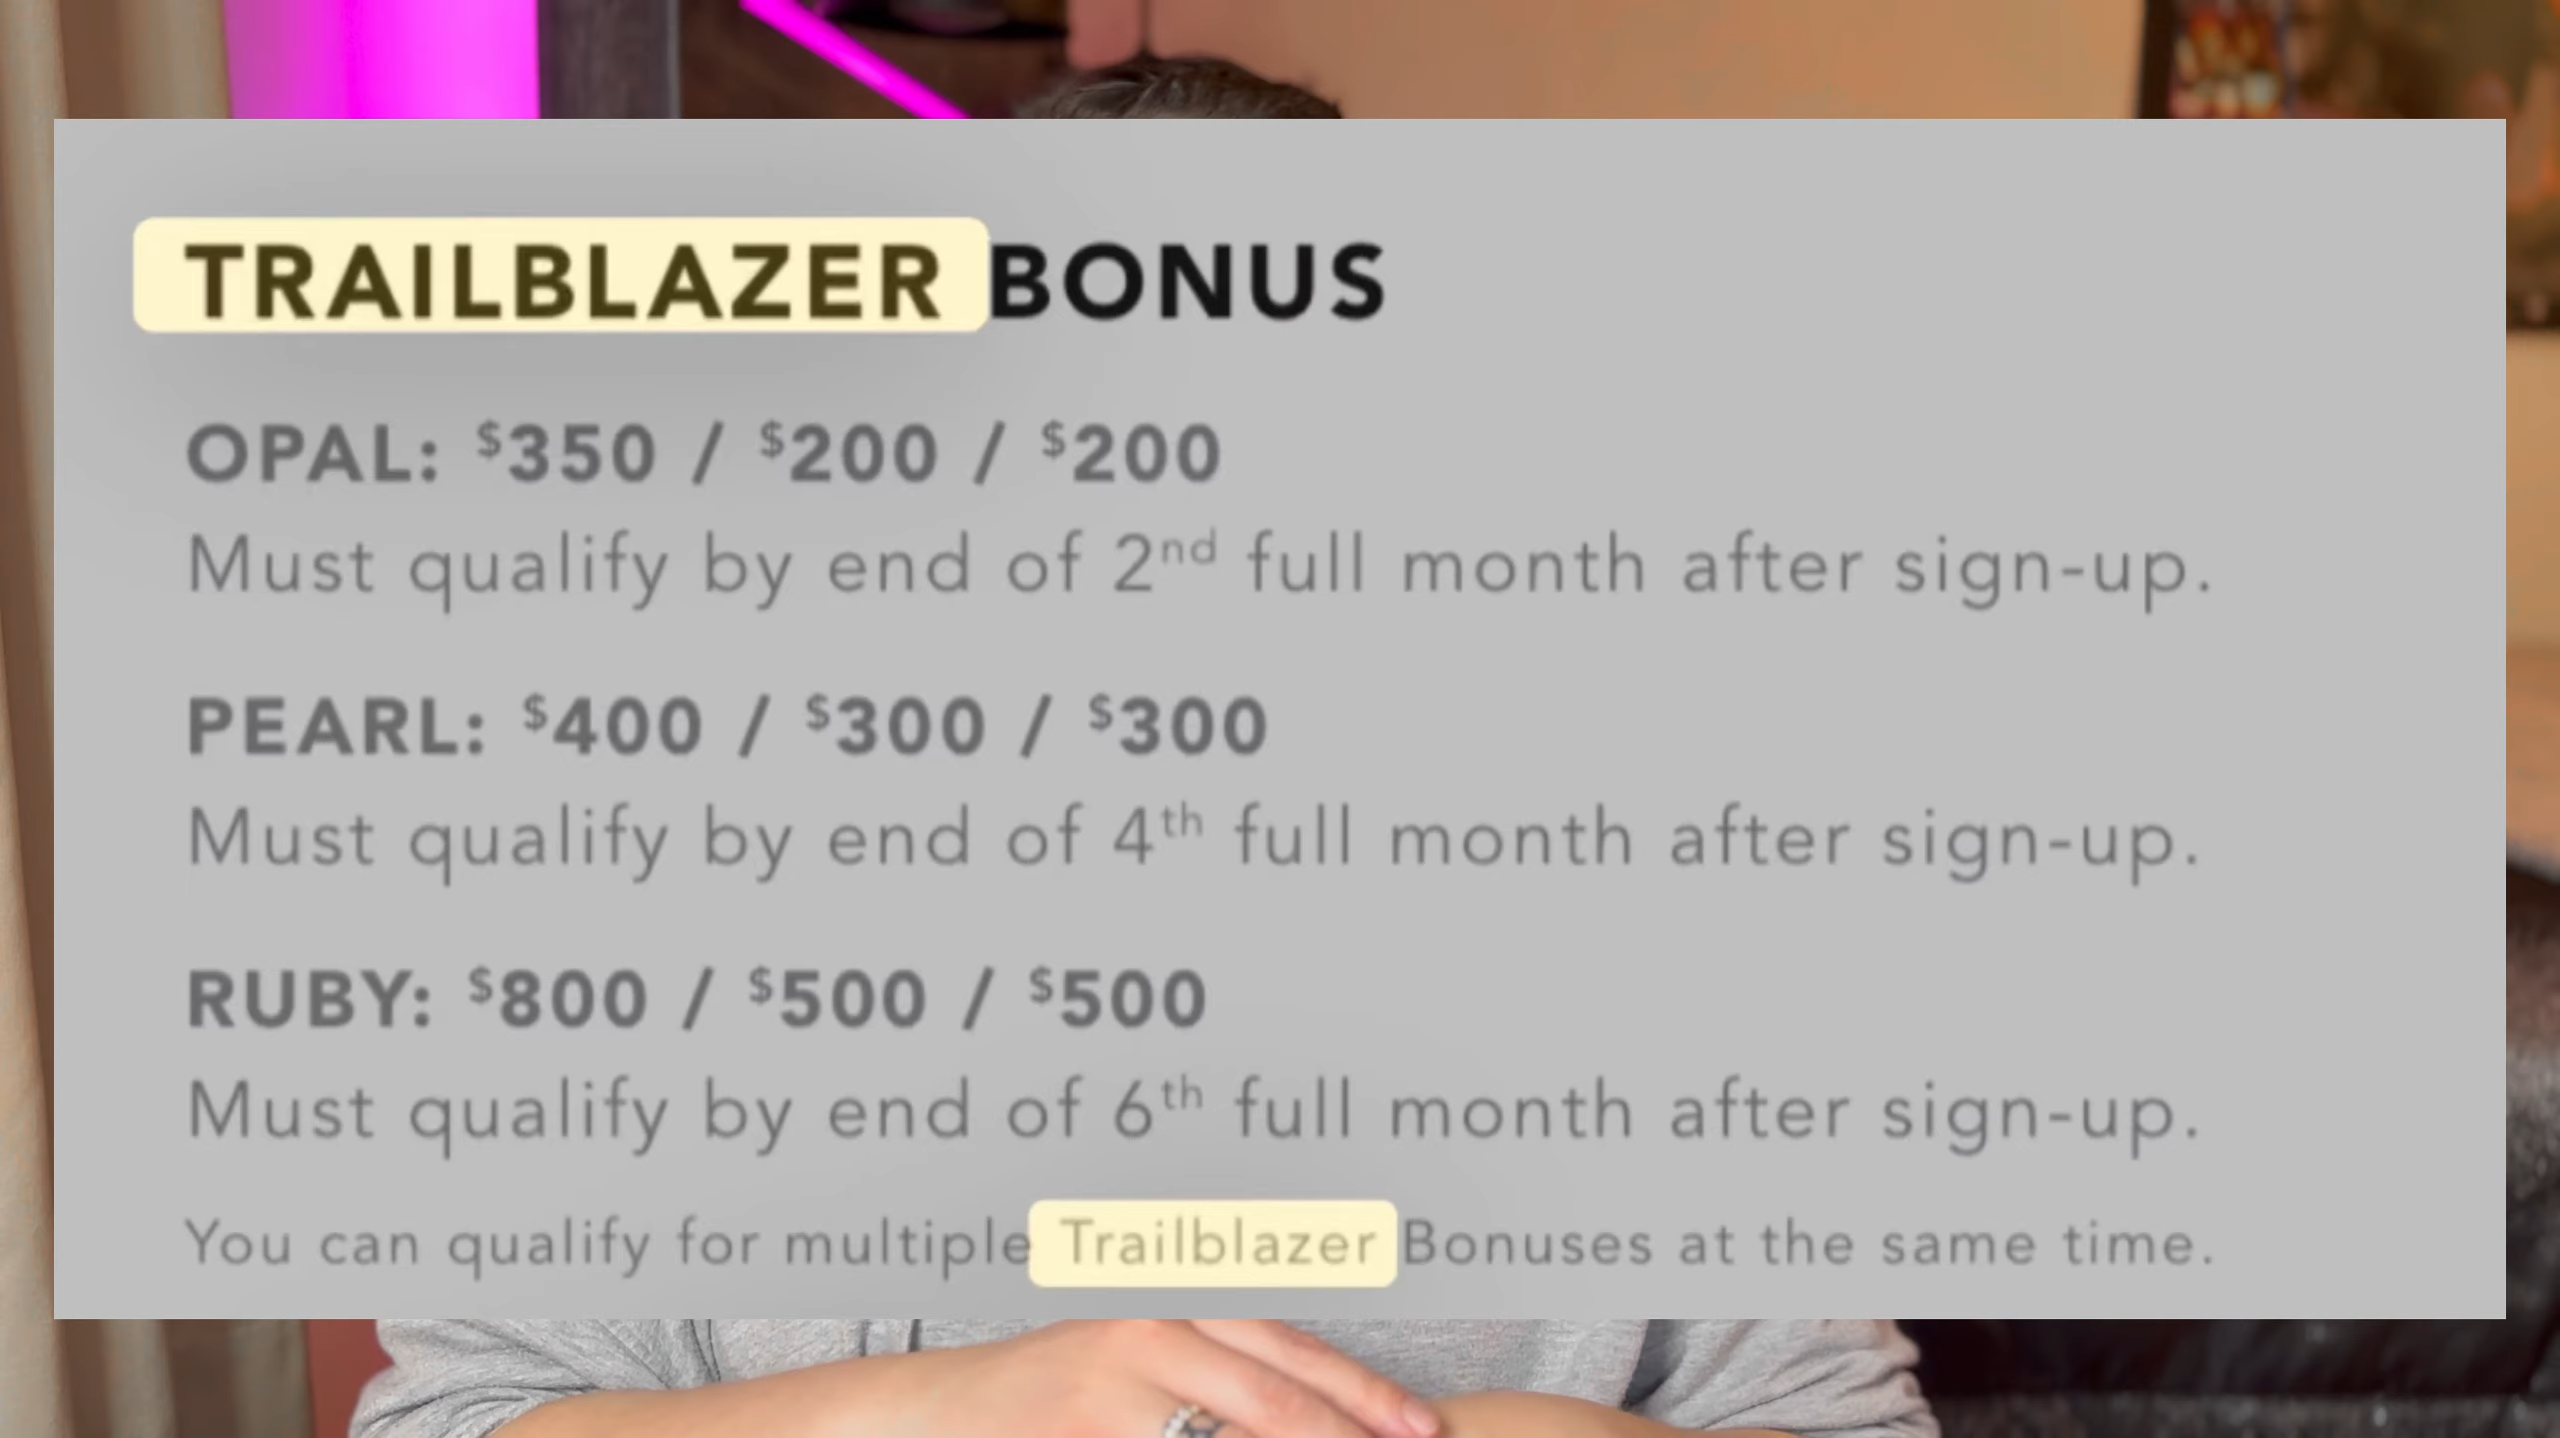 TRAILBLAZER BONUS
OPAL: $350 / $200 / $200
Must qualify by end of 2nd full month after sign-up.
PEARL: $400 / $300 / $300
Must qualify by end of 4th full month after sign-up.
RUBY: $800 / $500 / $500
Must qualify by end of 6th full month after sign-up.
You can qualify for multiple Trailblazer Bonuses at the same time.